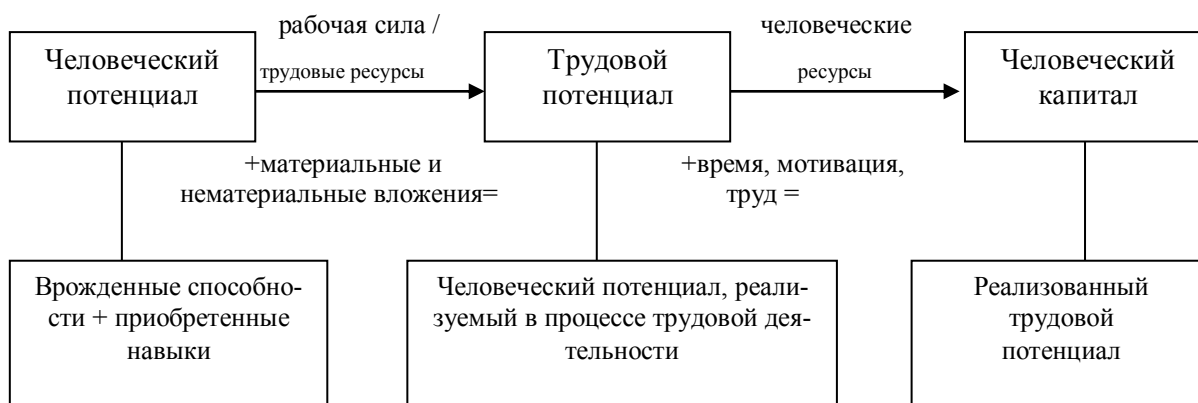 рабочая сила /
человеческие
Человеческий
потенциал
трудовые ресурсы
Трудовой
потенциал
ресурсы
Человеческий
капитал
+материальные и
нематериальные вложения=
+время, мотивация,
труд =
Врожденные способно-
сти + приобретенные
навыки
Человеческий потенциал, реали-
зуемый в процессе трудовой дея-
тельности
Реализованный
трудовой
потенциал